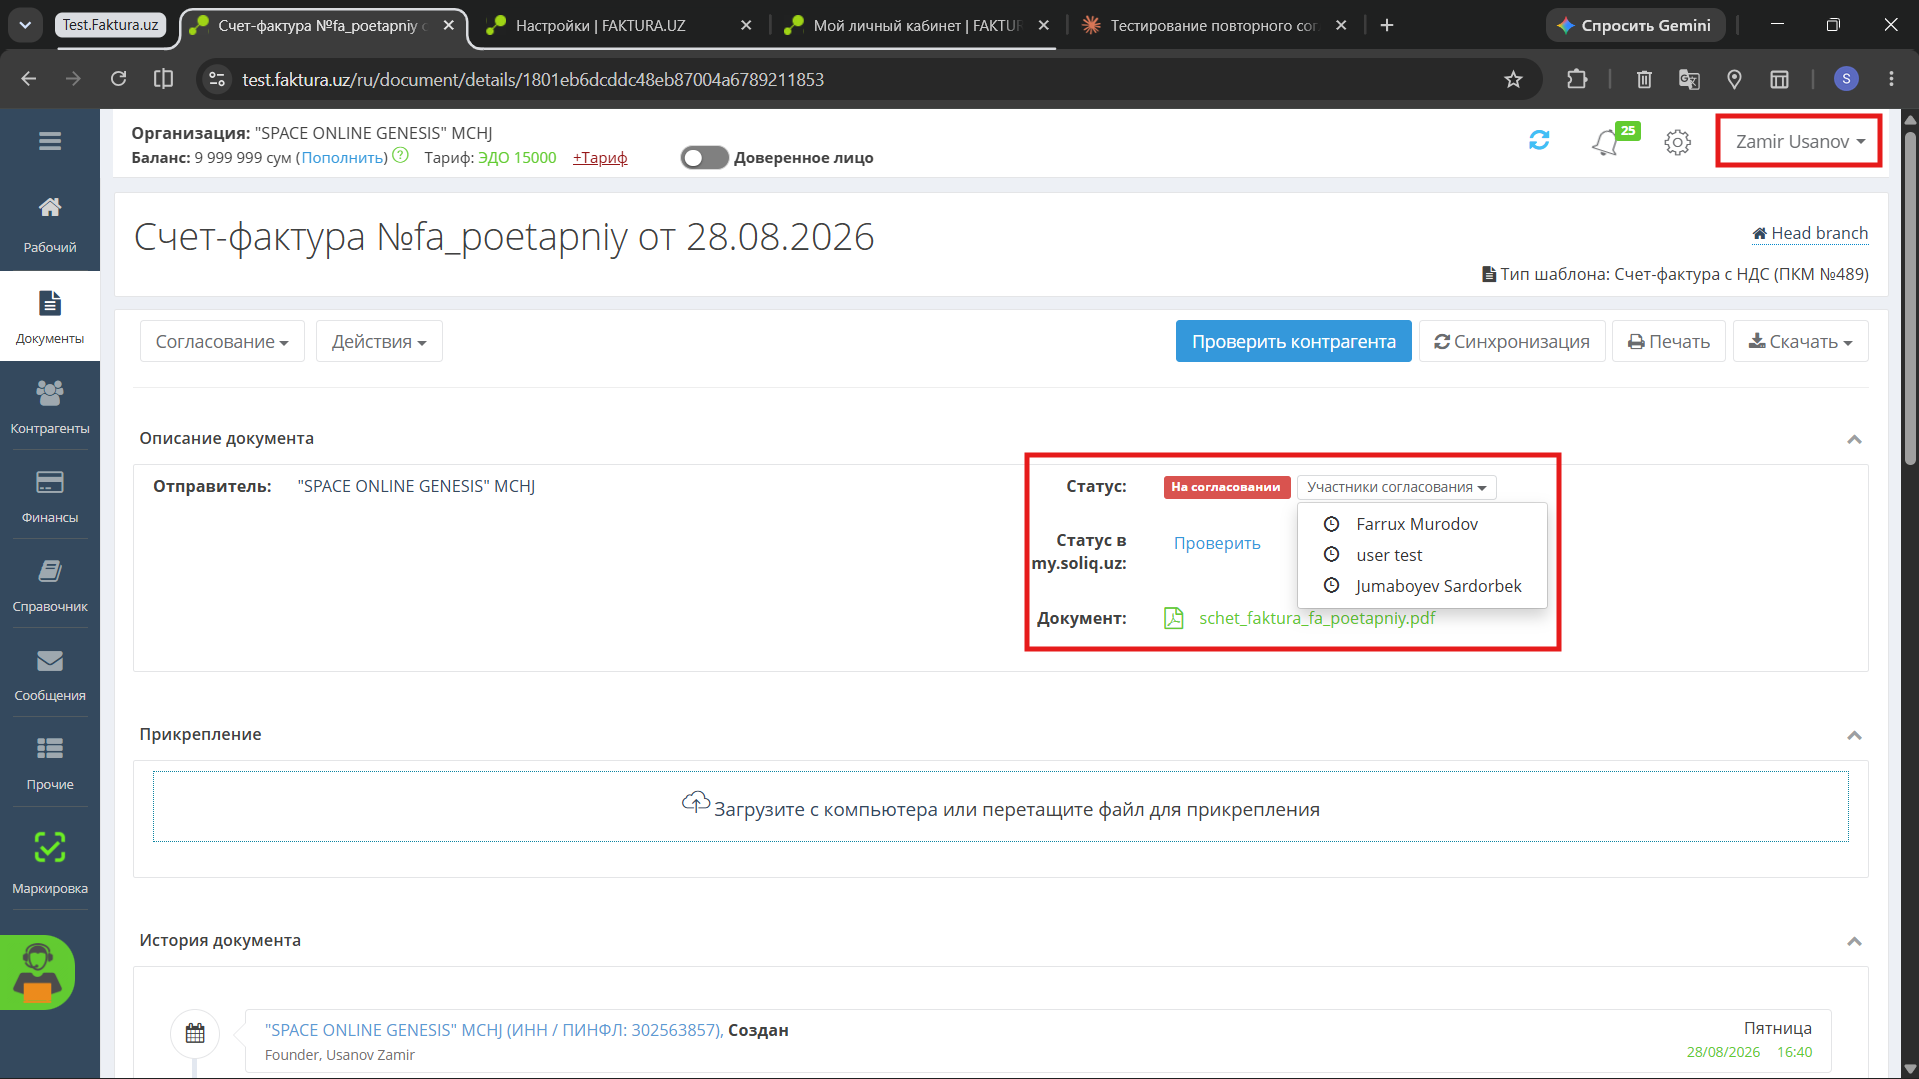 Test.Faktura.uz
Счет-фактура №fa_poetapniy
Настройки | FAKTURA.UZ
Мой личный кабинет | FAKTUR
Тестирование повторного сог
Спросить Gemini
test.faktura.uz/ru/document/details/1801eb6dcddc48eb87004a6789211853
S
Организация: "SPACE ONLINE GENESIS" MCHJ
Баланс: 9 999 999 сум (Пополнить) ? Тариф: ЭДО 15000 +Тариф
Доверенное лицо
25
Zamir Usanov
Рабочий
Документы
Контрагенты
Финансы
Справочник
Сообщения
Прочие
Маркировка
Счет-фактура №fa_poetapniy от 28.08.2026
Head branch
Тип шаблона: Счет-фактура с НДС (ПКМ №489)
Согласование
Действия
Проверить контрагента
Синхронизация
Печать
Скачать
Описание документа
Отправитель: "SPACE ONLINE GENESIS" MCHJ
Статус: На согласовании Участники согласования
Farrux Murodov
user test
Jumaboyev Sardorbek
Статус в
my.soliq.uz:
Проверить
Документ: schet_faktura_fa_poetapniy.pdf
Прикрепление
Загрузите с компьютера или перетащите файл для прикрепления
История документа
"SPACE ONLINE GENESIS" MCHJ (ИНН / ПИНФЛ: 302563857), Создан
Founder, Usanov Zamir
Пятница
28/08/2026 16:40